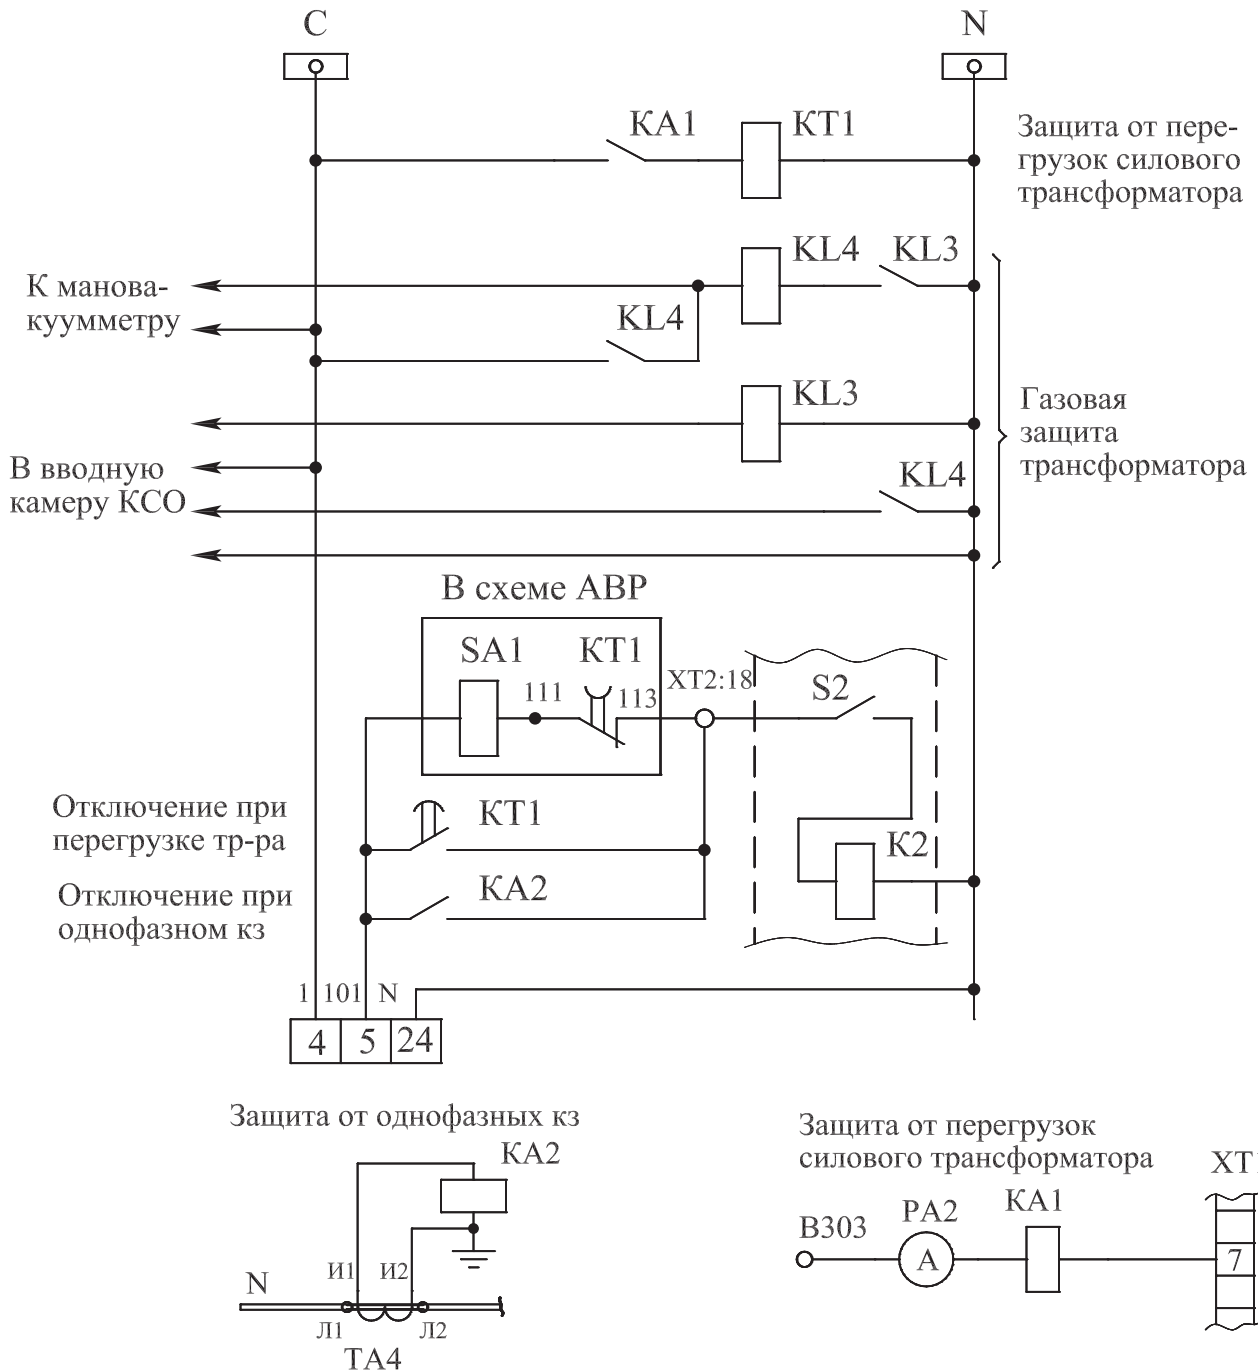 C
N
KA1
KT1
Защита от пере-
грузок силового
трансформатора
KL4
KL3
К манова-
куумметру
KL4
KL3
Газовая
защита
трансформатора
В вводную
камеру КСО
KL4
В схеме АВР
SA1
KT1
111
113
XT2:18
S2
Отключение при
перегрузке тр-ра
KT1
K2
Отключение при
однофазном кз
KA2
1
101
N
4
5
24
Защита от однофазных кз
KA2
И1
И2
N
Л1
Л2
TA4
Защита от перегрузок
силового трансформатора
B303
PA2
A
KA1
7